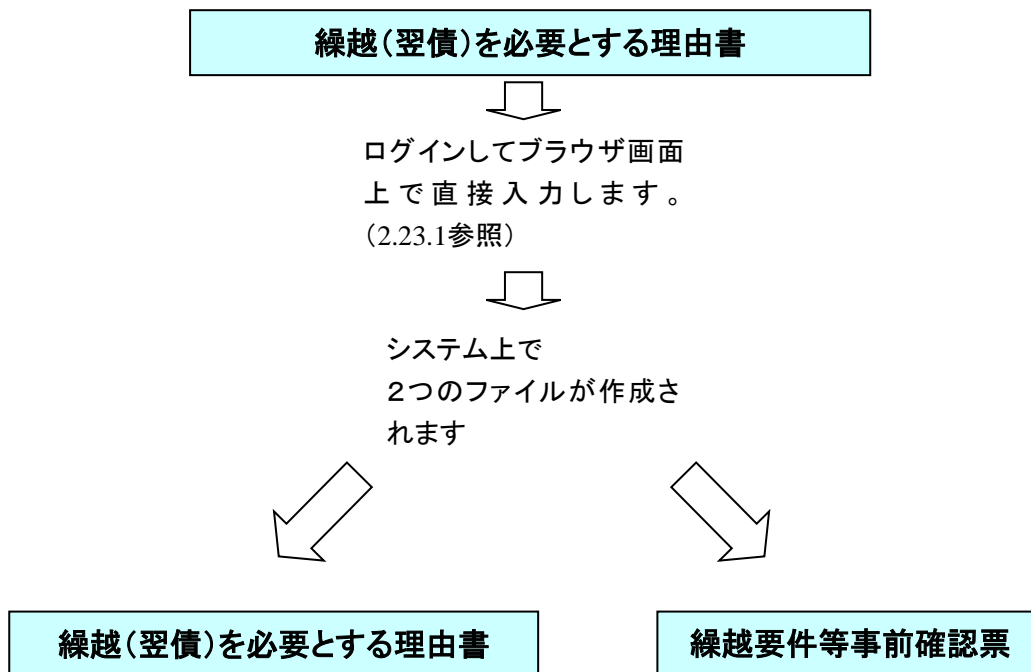 繰越（翌債）を必要とする理由書
ログインしてブラウザ画面
上で直接入力します。
（2.23.1参照）
システム上で
２つのファイルが作成さ
れます
繰越（翌債）を必要とする理由書
繰越要件等事前確認票